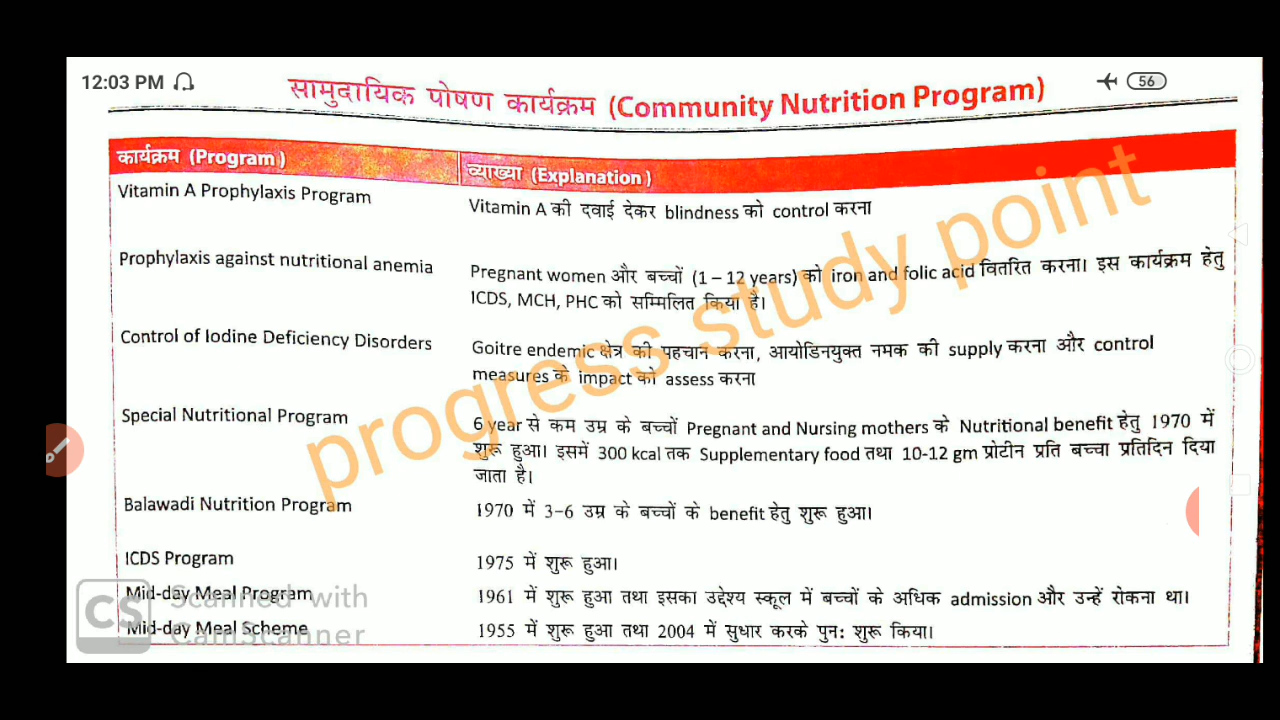 12:03 PM
56
सामुदायिक पोषण कार्यक्रम (Community Nutrition Program)
कार्यक्रम (Program)
व्याख्या (Explanation)
Vitamin A Prophylaxis Program
Vitamin A की दवाई देकर blindness को control करना
Prophylaxis against nutritional anemia
Pregnant women और बच्चों (1 – 12 years) को iron and folic acid वितरित करना। इस कार्यक्रम हेतु
ICDS, MCH, PHC को सम्मिलित किया है।
Control of Iodine Deficiency Disorders
Goitre endemic क्षेत्र की पहचान करना, आयोडिनयुक्त नमक की supply करना और control
measures के impact को assess करना
Special Nutritional Program
6 year से कम उम्र के बच्चों Pregnant and Nursing mothers के Nutritional benefit हेतु 1970 में
शुरू हुआ। इसमें 300 kcal तक Supplementary food तथा 10-12 gm प्रोटीन प्रति बच्चा प्रतिदिन दिया
जाता है।
Balawadi Nutrition Program
1970 में 3-6 उम्र के बच्चों के benefit हेतु शुरू हुआ।
ICDS Program
1975 में शुरू हुआ।
Mid-day Meal Program
1961 में शुरू हुआ तथा इसका उद्देश्य स्कूल में बच्चों के अधिक admission और उन्हें रोकना था।
Mid-day Meal Scheme
1955 में शुरू हुआ तथा 2004 में सुधार करके पुन: शुरू किया।
progress study point
CS
Scanned with
CamScanner